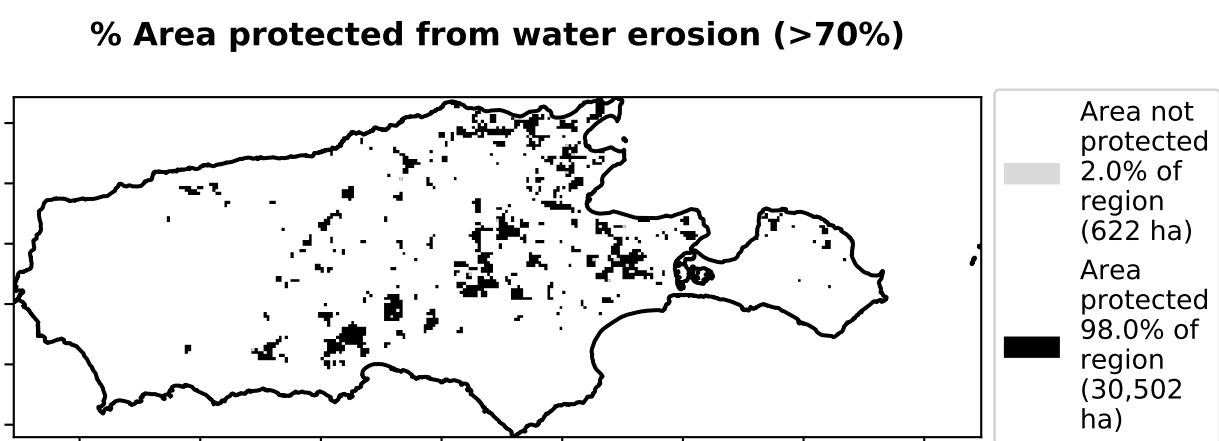 % Area protected from water erosion (>70%)
Area not
protected
2.0% of
region
(622 ha)
Area
protected
98.0% of
region
(30,502
ha)